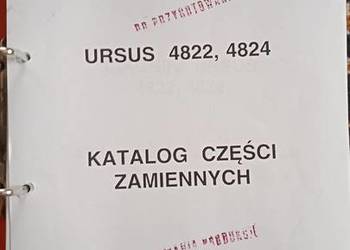 URSUS 4822, 4824
KATALOG CZĘŚCI
ZAMIENNYCH